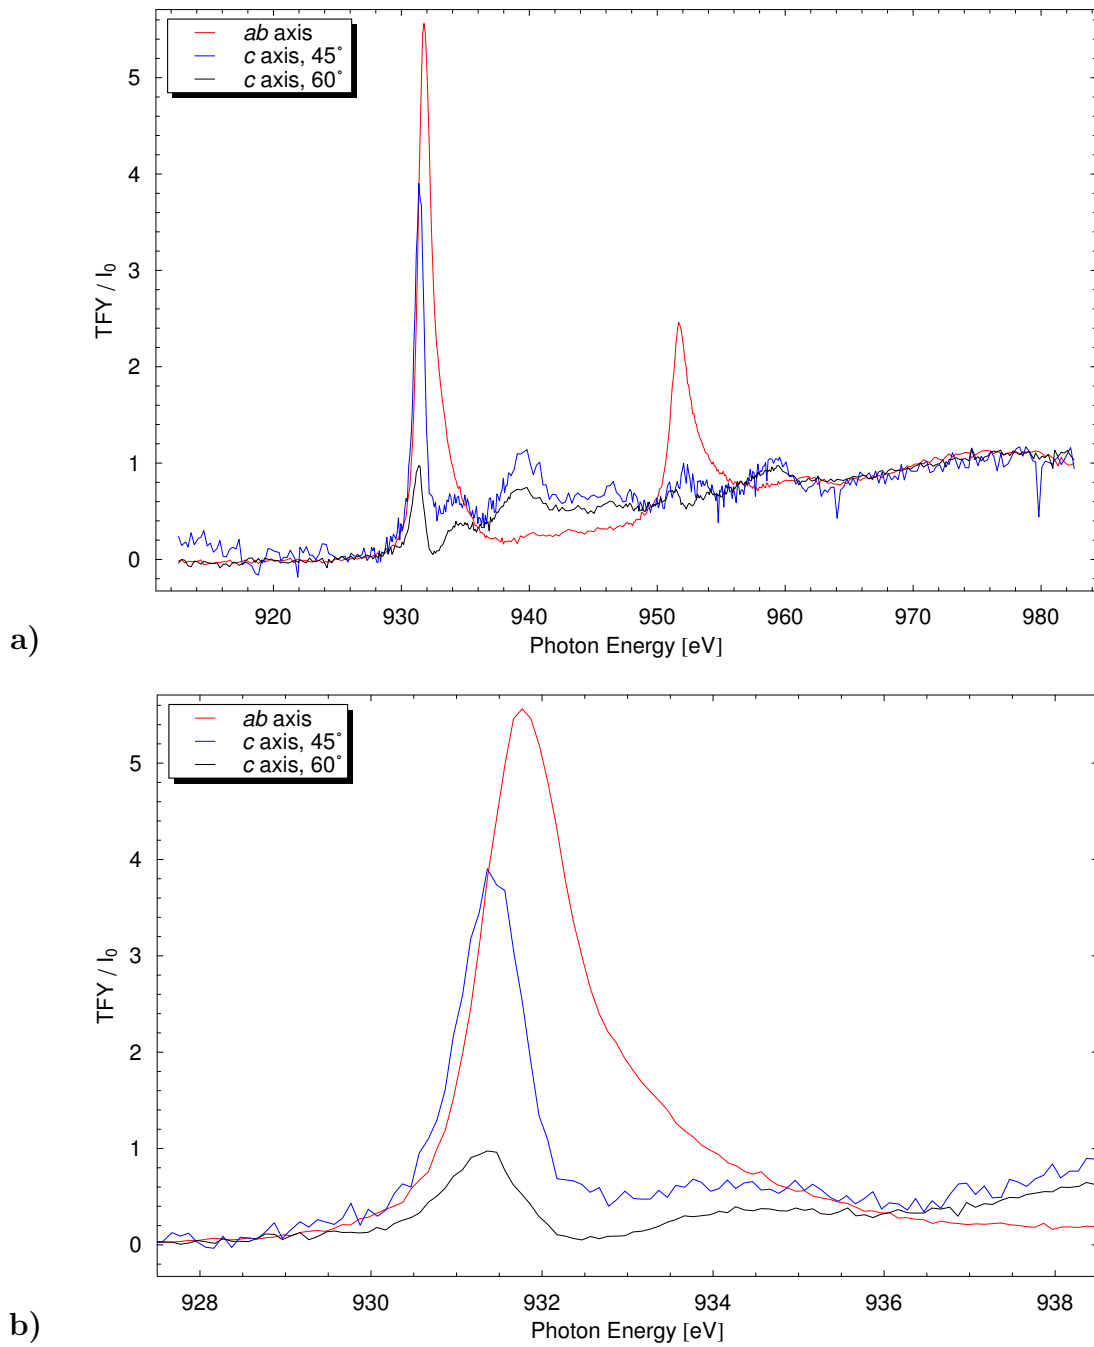 ab axis
c axis, 45°
c axis, 60°
5
4
3
2
1
0
TFY / I0
920 930 940 950 960 970 980
Photon Energy [eV]
a)
ab axis
c axis, 45°
c axis, 60°
5
4
3
2
1
0
TFY / I0
928 930 932 934 936 938
Photon Energy [eV]
b)